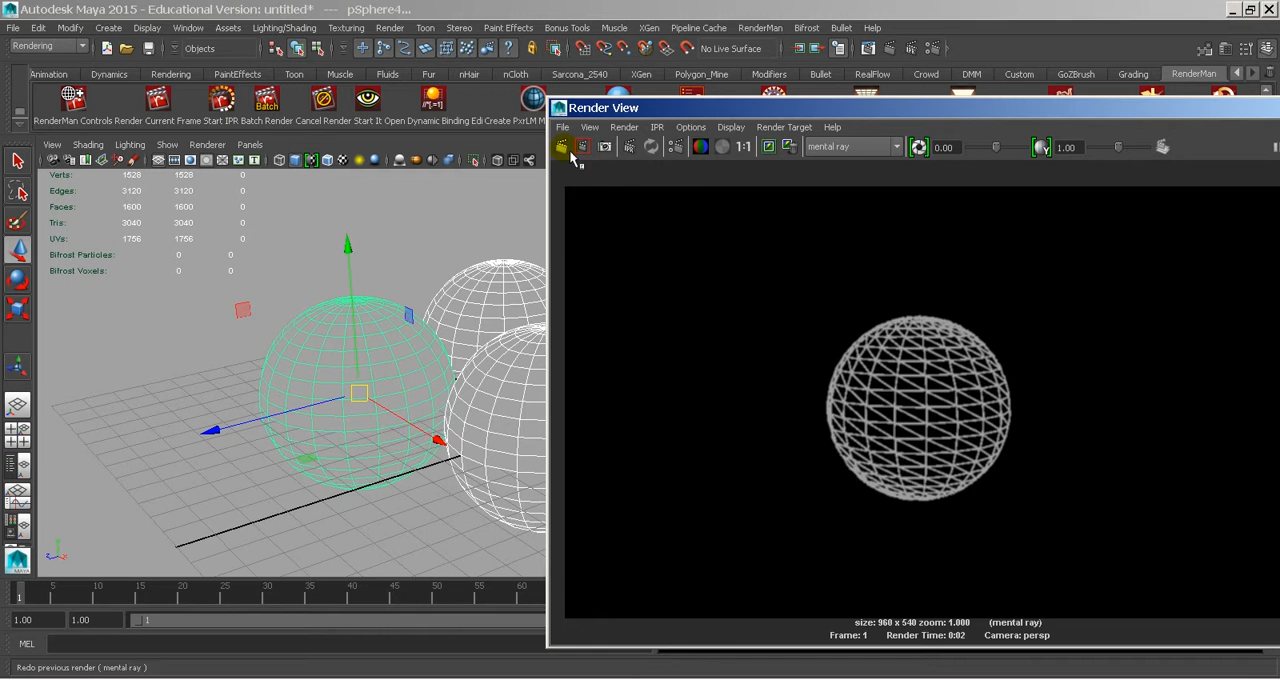 Autodesk Maya 2015 - Educational Version: untitled*   ---   pSphere4...
File Edit Modify Create Display Window Assets Lighting/Shading Texturing Render Toon Stereo Paint Effects Bonus Tools Muscle XGen Pipeline Cache RenderMan Bifrost Bullet Help
Rendering Objects No Live Surface
Animation Dynamics Rendering PaintEffects Toon Muscle Fluids Fur nHair nCloth Sarcona_2540 XGen Polygon_Mine Modifiers Bullet RealFlow Crowd DMM Custom GoZBrush Grading RenderMan
Batch
RenderMan Controls Render Current Frame Start IPR Batch Render Cancel Render Start It Open Dynamic Binding Edi Create PxrLM M
Render View
File View Render IPR Options Display Render Target Help
mental ray 0.00 1.00
View Shading Lighting Show Renderer Panels
Verts: 1528 1528 0
Edges: 3120 3120 0
Faces: 1600 1600 0
Tris: 3040 3040 0
UVs: 1756 1756 0
Bifrost Particles: 0 0
Bifrost Voxels: 0 0
size: 960 x 540 zoom: 1.000 (mental ray)
Frame: 1 Render Time: 0:02 Camera: persp
1 5 10 15 20 25 30 35 40 45 50 55 60
1.00 1.00 1
MEL
Redo previous render ( mental ray )